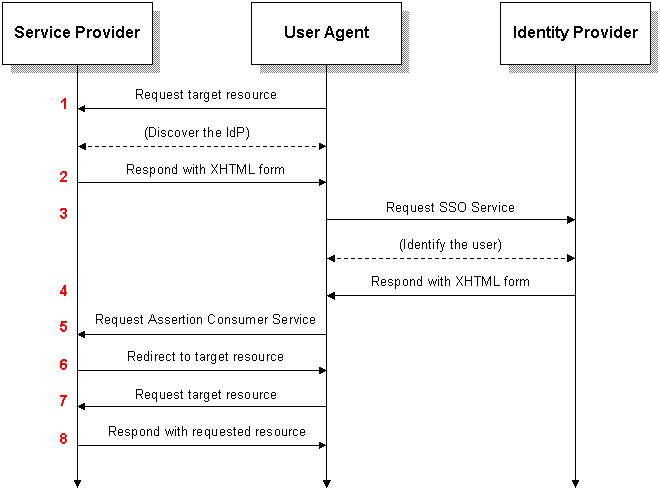 Service Provider
User Agent
Identity Provider
1
Request target resource
(Discover the IdP)
2
Respond with XHTML form
3
Request SSO Service
(Identify the user)
4
Respond with XHTML form
5
Request Assertion Consumer Service
6
Redirect to target resource
7
Request target resource
8
Respond with requested resource